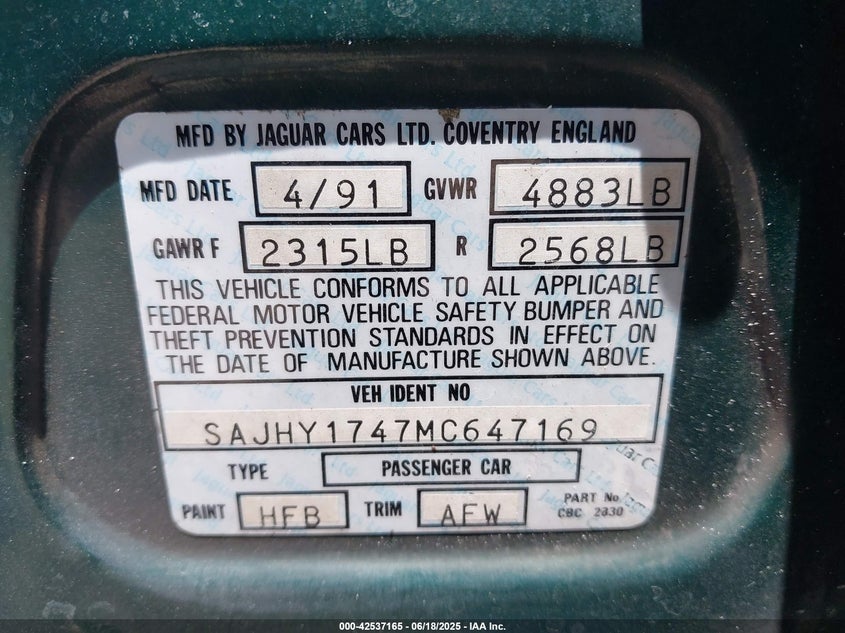 MFD BY JAGUAR CARS LTD. COVENTRY ENGLAND
MFD DATE 4/91 GVWR 4883LB
GAWR F 2315LB R 2568LB
THIS VEHICLE CONFORMS TO ALL APPLICABLE
FEDERAL MOTOR VEHICLE SAFETY BUMPER AND
THEFT PREVENTION STANDARDS IN EFFECT ON
THE DATE OF MANUFACTURE SHOWN ABOVE.
VEH IDENT NO
SAJHY1747MC647169
TYPE PASSENGER CAR
PAINT HFB TRIM AFW PART No.
CBC 2830
000-42537165 - 06/18/2025 - IAA Inc.